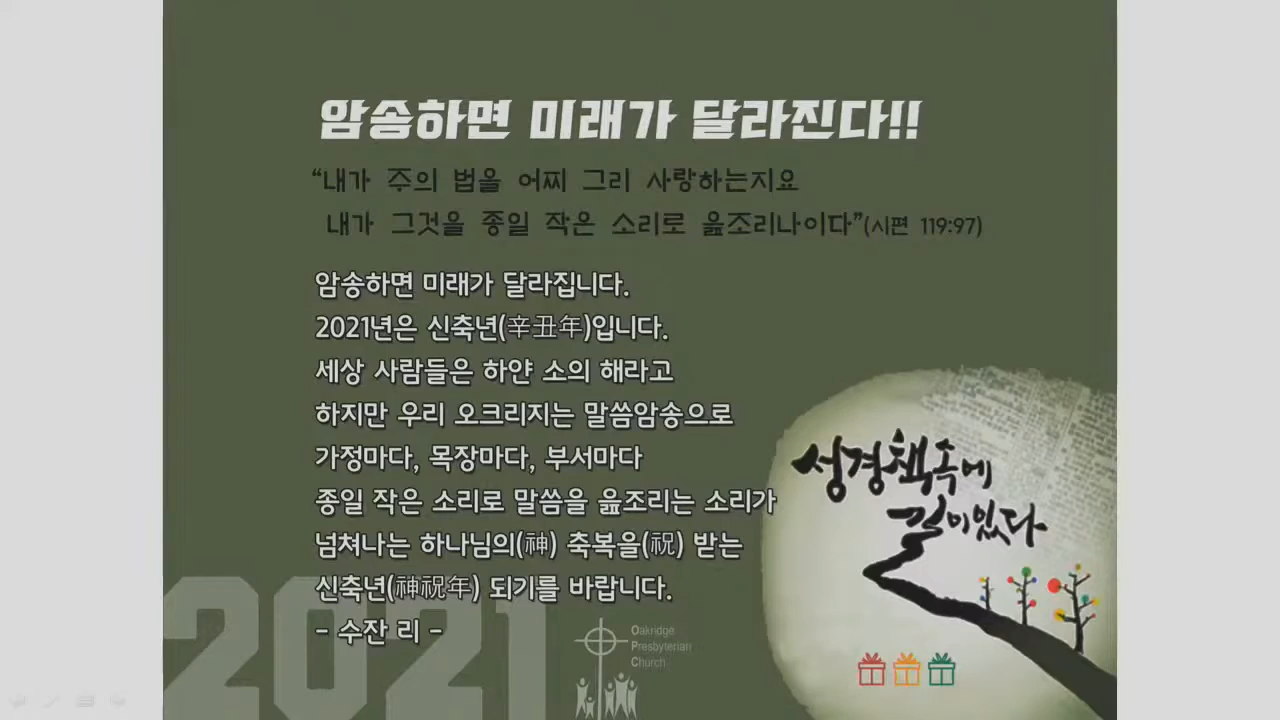 암송하면 미래가 달라진다!!
“내가 주의 법을 어찌 그리 사랑하는지요
내가 그것을 종일 작은 소리로 읊조리나이다”(시편 119:97)
암송하면 미래가 달라집니다.
2021년은 신축년(辛丑年)입니다.
세상 사람들은 하얀 소의 해라고
하지만 우리 오크리지는 말씀암송으로
가정마다, 목장마다, 부서마다
종일 작은 소리로 말씀을 읊조리는 소리가
넘쳐나는 하나님의(神) 축복을(祝) 받는
신축년(神祝年) 되기를 바랍니다.
- 수잔 리 -
성경책속에
길이있다
2021
Oakridge
Presbyterian
Church